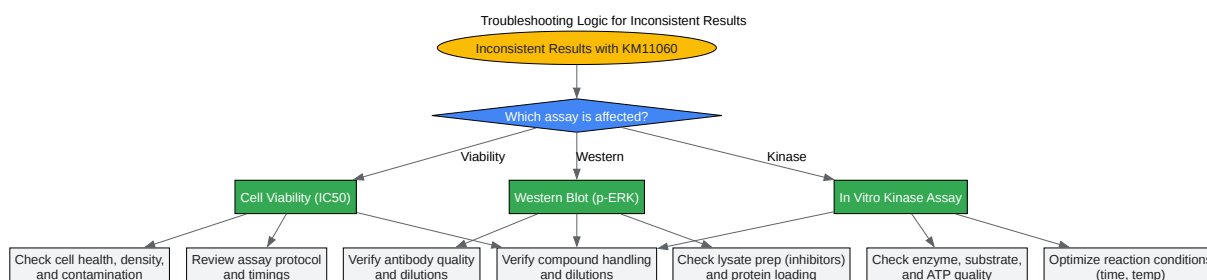 Troubleshooting Logic for Inconsistent Results
Inconsistent Results with KM11060
Which assay is affected?
Viability
Western
Kinase
Cell Viability (IC50)
Western Blot (p-ERK)
In Vitro Kinase Assay
Check cell health, density,
and contamination
Review assay protocol
and timings
Verify antibody quality
and dilutions
Verify compound handling
and dilutions
Check lysate prep (inhibitors)
and protein loading
Check enzyme, substrate,
and ATP quality
Optimize reaction conditions
(time, temp)